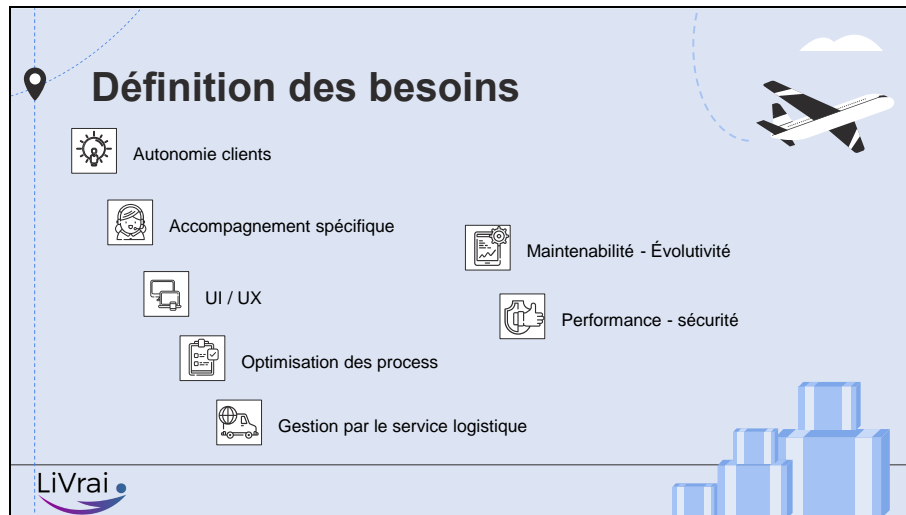 Définition des besoins
Autonomie clients
Accompagnement spécifique
UI / UX
Optimisation des process
Gestion par le service logistique
Maintenabilité - Évolutivité
Performance - sécurité
LiVrai